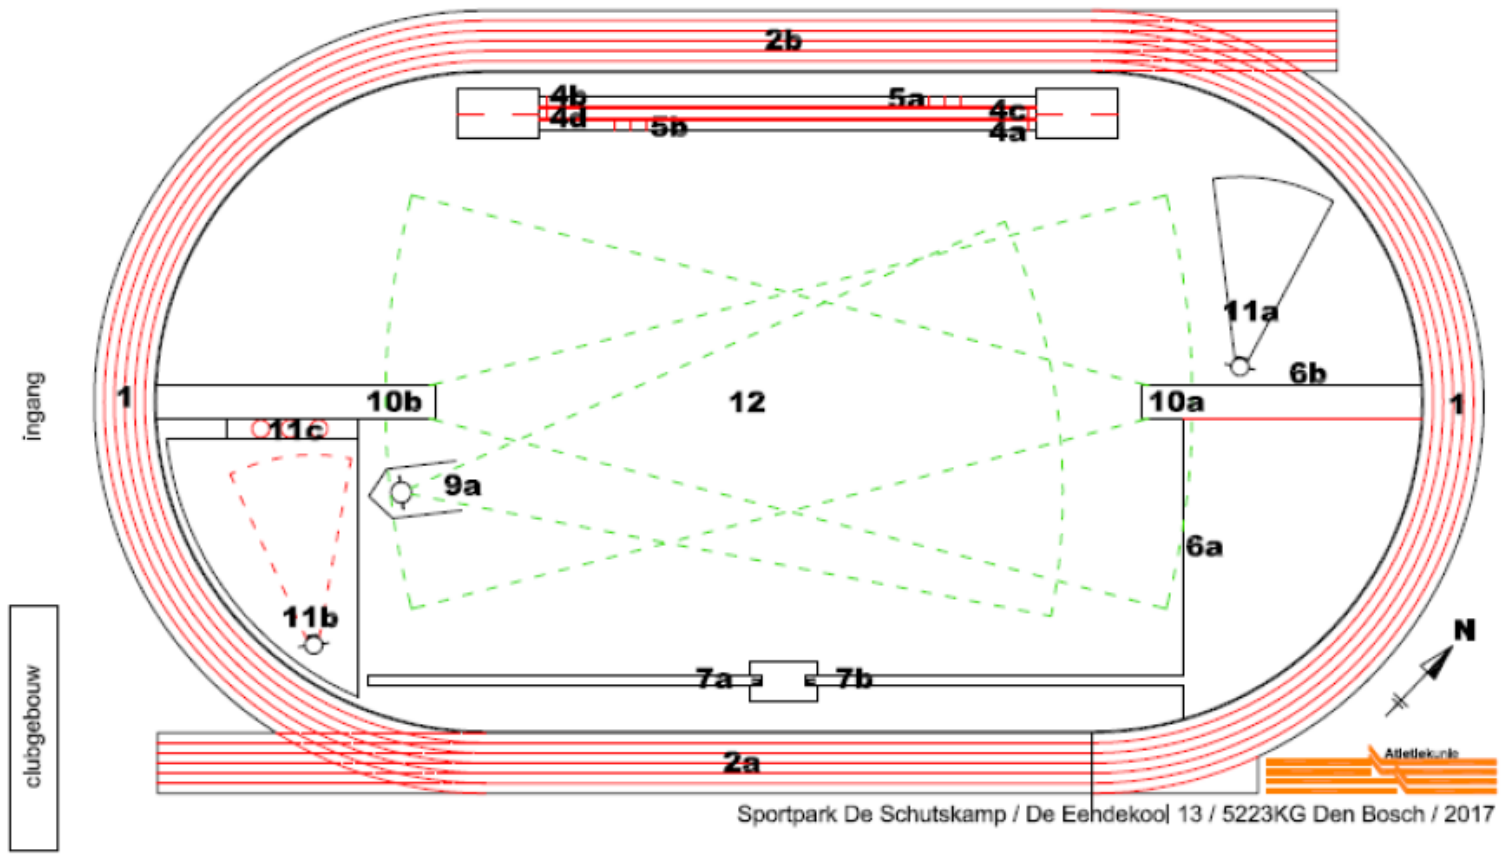 2b
4b
5a
4c
4d
5b
4a
11a
6b
ingang
1
10b
12
10a
1
11c
9a
6a
11b
N
clubgebouw
7a
7b
2a
Atletiekunie
Sportpark De Schutskamp / De Eendekooi 13 / 5223KG Den Bosch / 2017